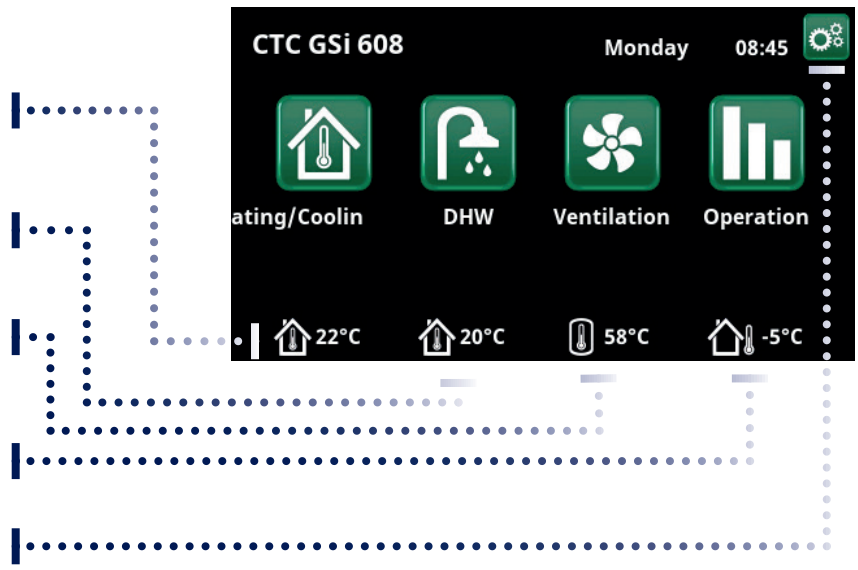 CTC GSi 608
Monday 08:45
ating/Coolin DHW Ventilation Operation
22°C 20°C 58°C -5°C